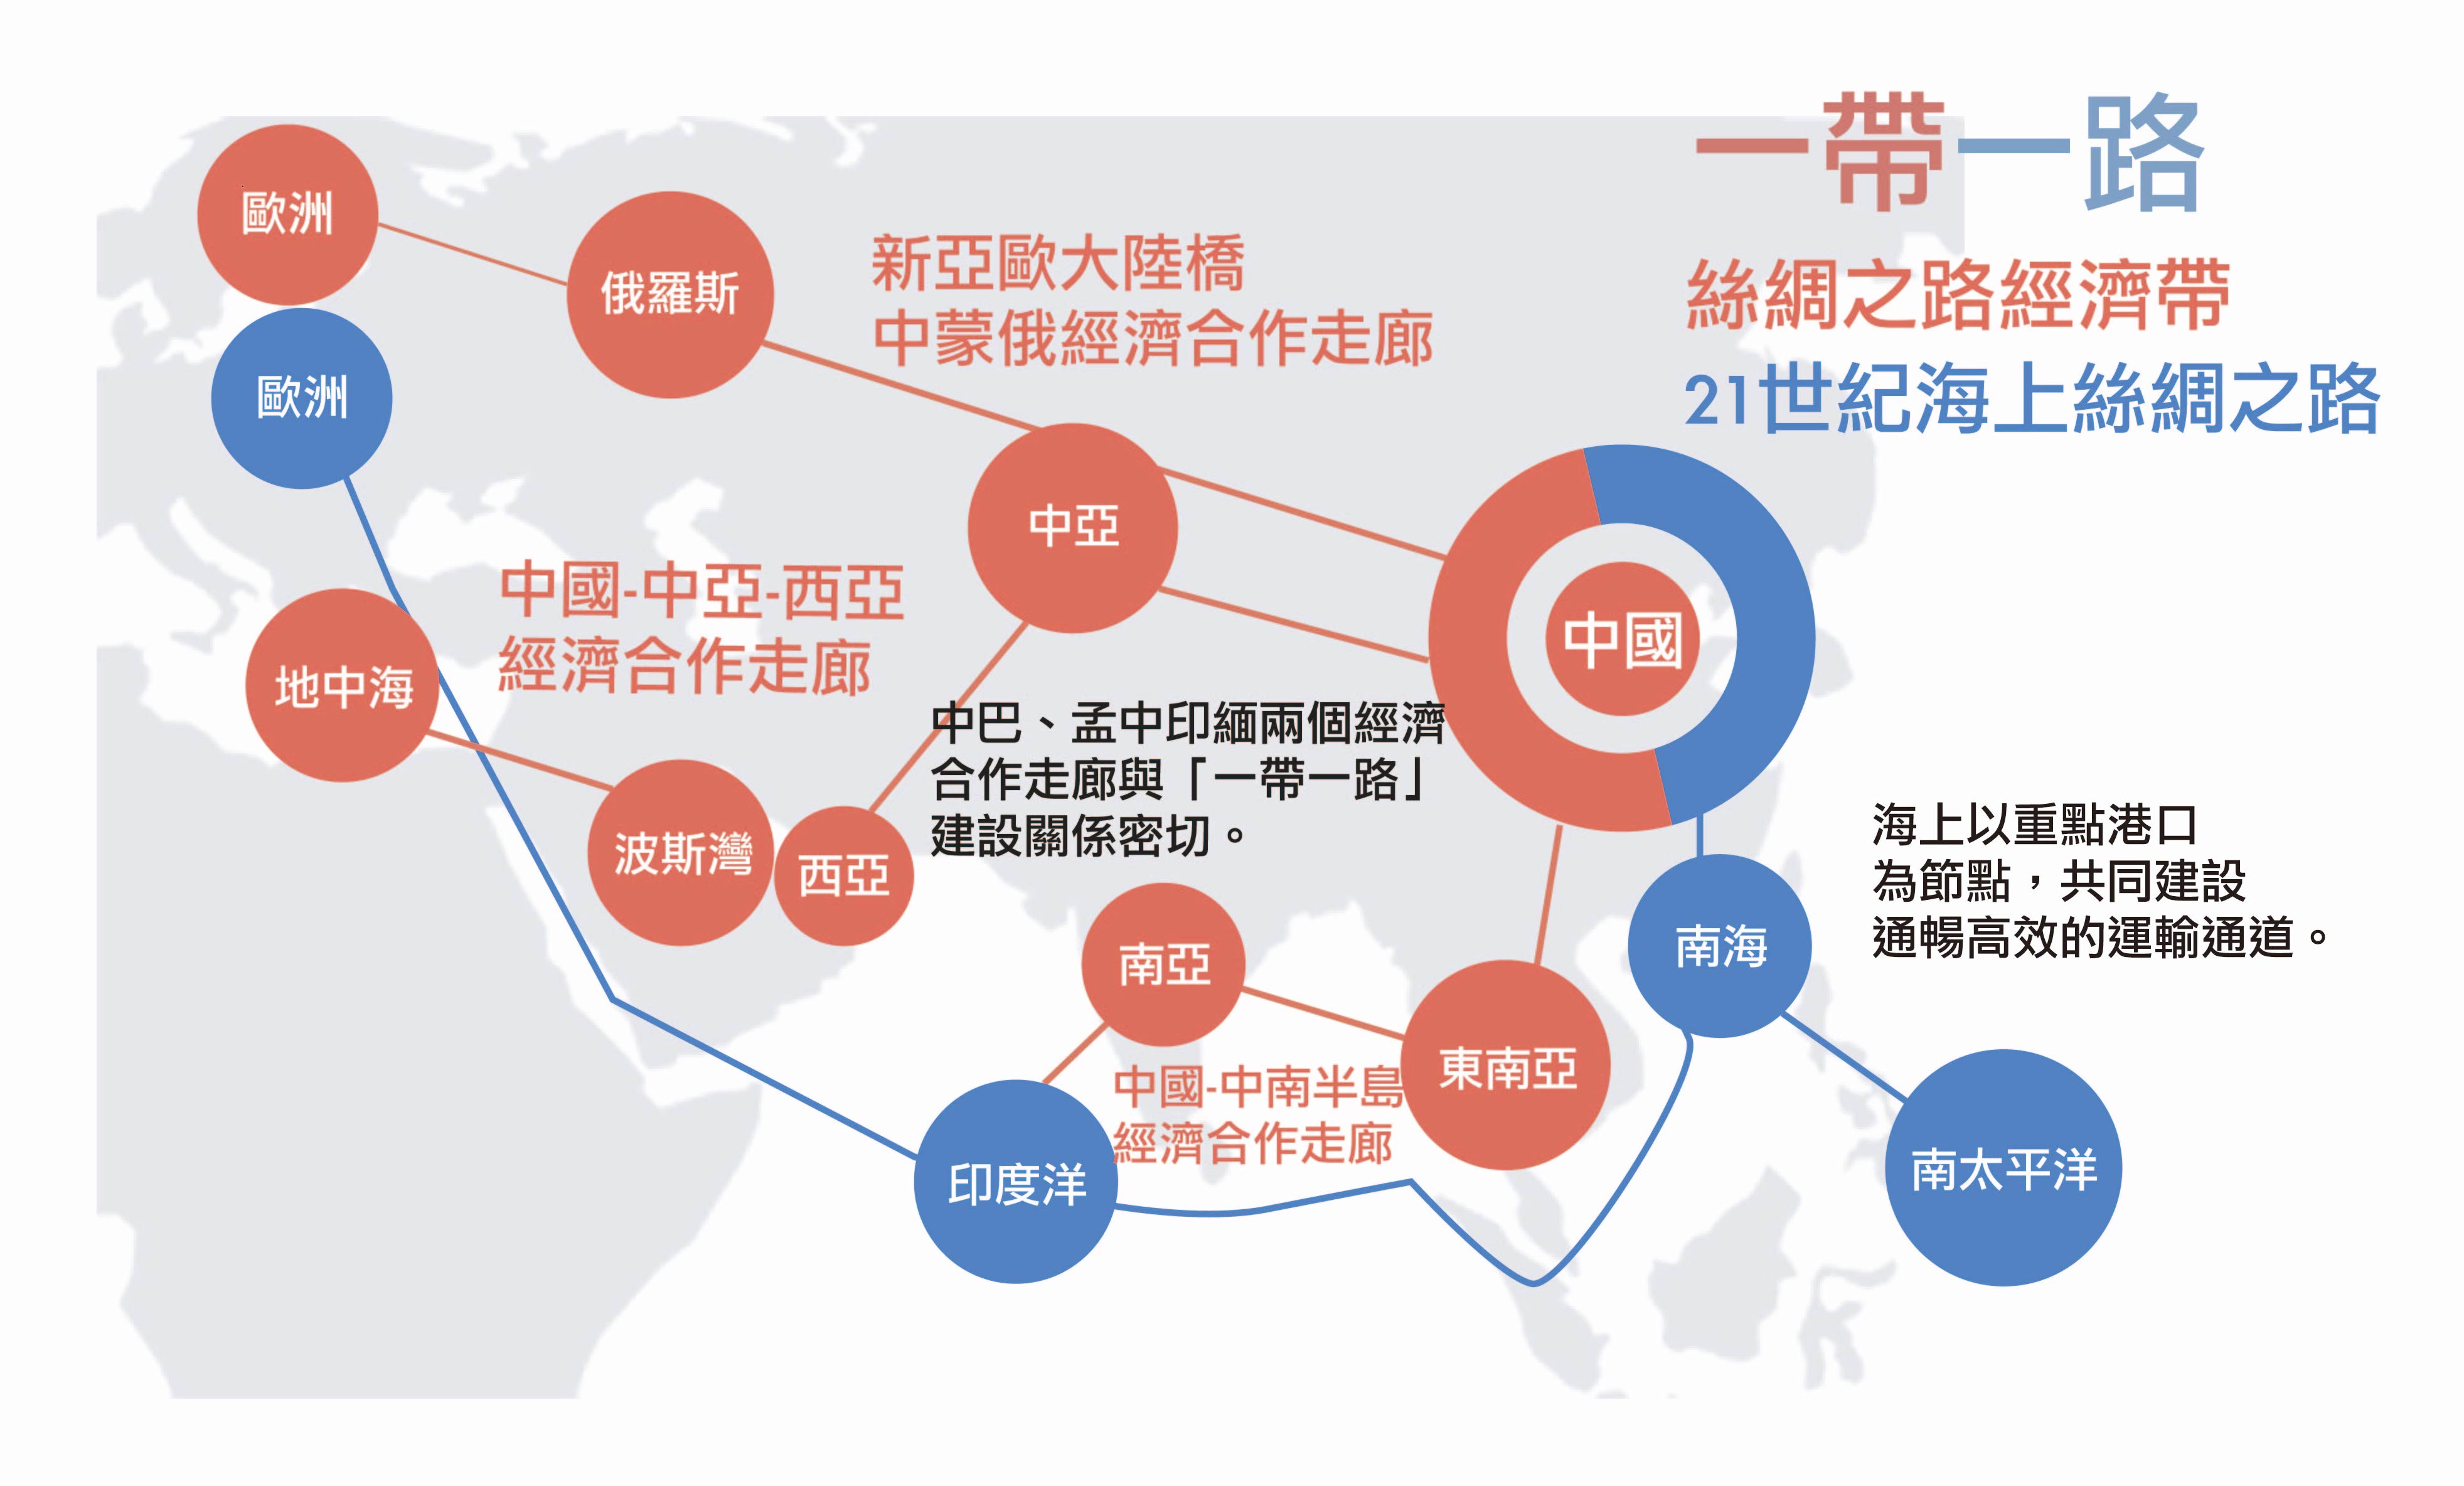 一帶一路
絲綢之路經濟帶
21世紀海上絲綢之路
歐洲
俄羅斯
新亞歐大陸橋
中蒙俄經濟合作走廊
歐洲
中亞
中國
中國-中亞-西亞
經濟合作走廊
地中海
波斯灣
西亞
中巴、孟中印緬兩個經濟
合作走廊與「一帶一路」
建設關係密切。
海上以重點港口
為節點，共同建設
通暢高效的運輸通道。
南亞
南海
東南亞
中國-中南半島
經濟合作走廊
印度洋
南太平洋